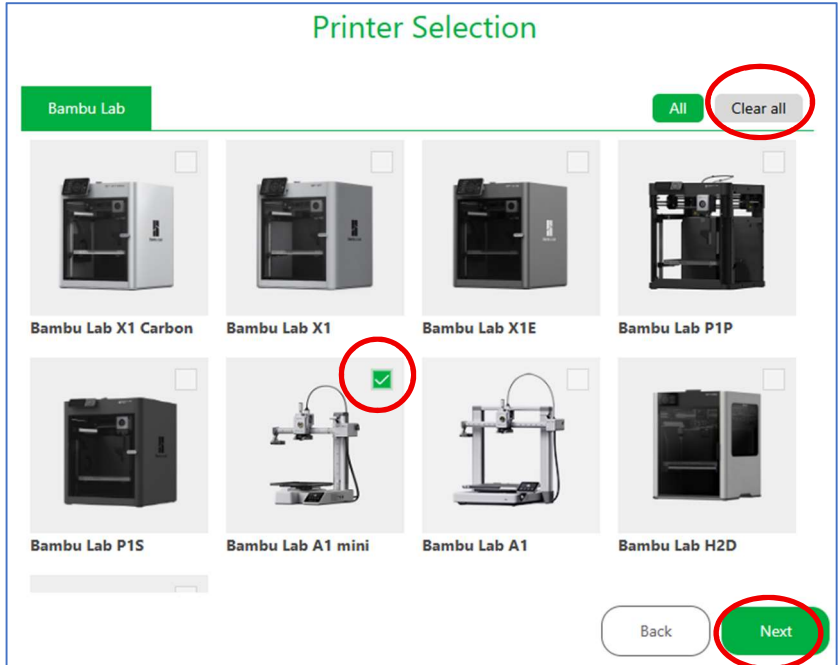 Printer Selection
Bambu Lab
All
Clear all
Bambu Lab X1 Carbon
Bambu Lab X1
Bambu Lab X1E
Bambu Lab P1P
Bambu Lab P1S
Bambu Lab A1 mini
Bambu Lab A1
Bambu Lab H2D
Back
Next